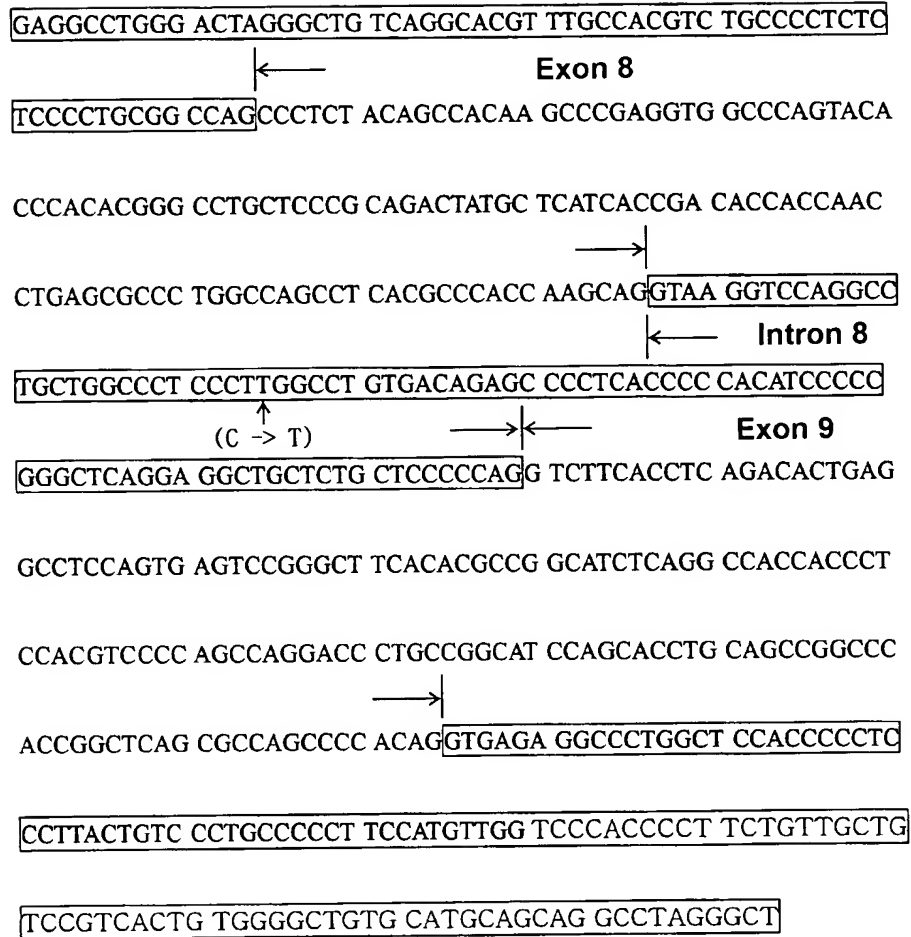 GAGGCCTGGG ACTAGGGCTG TCAGGCACGT TTGCCACGTC TGCCCCTCTC
Exon 8
TCCCCTGCGG CCAGCCCTCT ACAGCCACAA GCCCGAGGTG GCCCAGTACA
CCCACACGGG CCTGCTCCCG CAGACTATGC TCATCACCGA CACCACCAAC
CTGAGCGCCC TGGCCAGCCT CACGCCCACC AAGCAGGTAA GGTCCAGGCC
Intron 8
TGCTGGCCCT CCCTTGGCCT GTGACAGAGC CCCTCACCCC CACATCCCCC
(C -> T)
Exon 9
GGGCTCAGGA GGCTGCTCTG CTCCCCCAGG TCTTCACCTC AGACACTGAG
GCCTCCAGTG AGTCCGGGCT TCACACGCCG GCATCTCAGG CCACCACCCT
CCACGTCCCC AGCCAGGACC CTGCCGGCAT CCAGCACCTG CAGCCGGCCC
ACCGGCTCAG CGCCAGCCCC ACAGGTGAGA GGCCCTGGCT CCACCCCCTC
CCTTACTGTC CCTGCCCCCT TCCATGTTGG TCCCACCCCT TCTGTTGCTG
TCCGTCACTG TGGGGCTGTG CATGCAGCAG GCCTAGGGCT